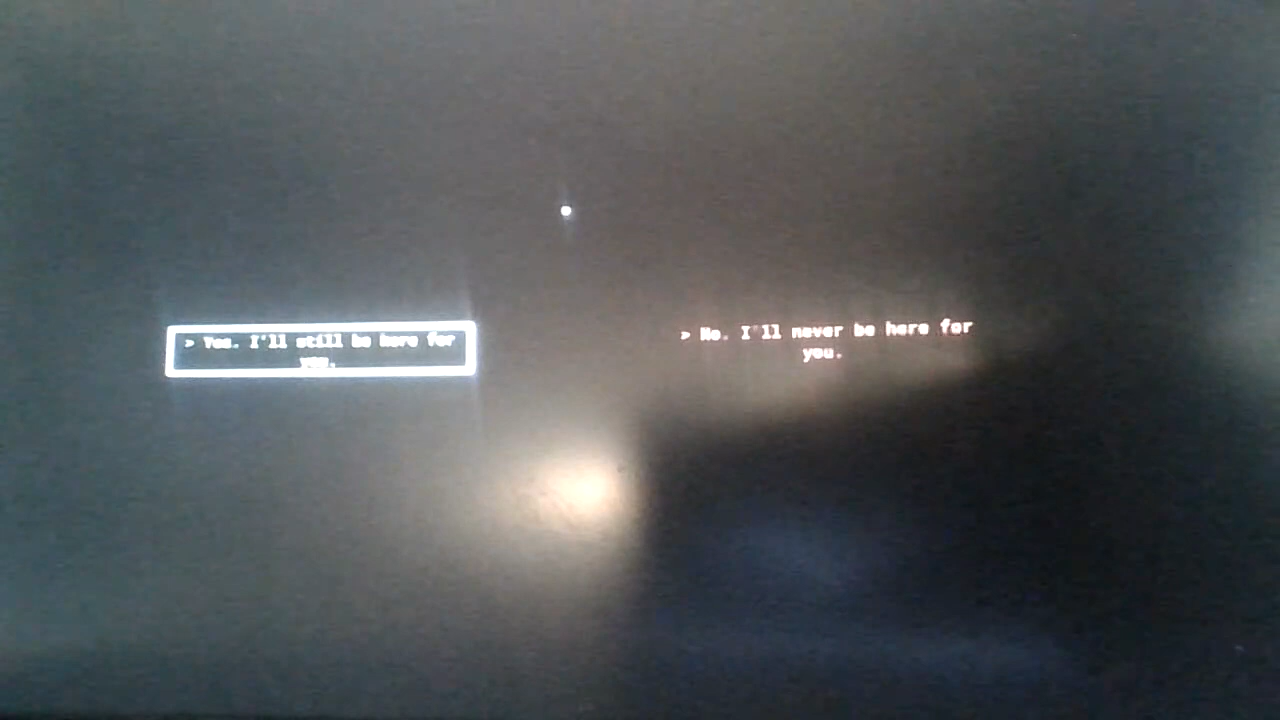 > Yes. I'll still be here for
you.
> No. I'll never be here for
you.